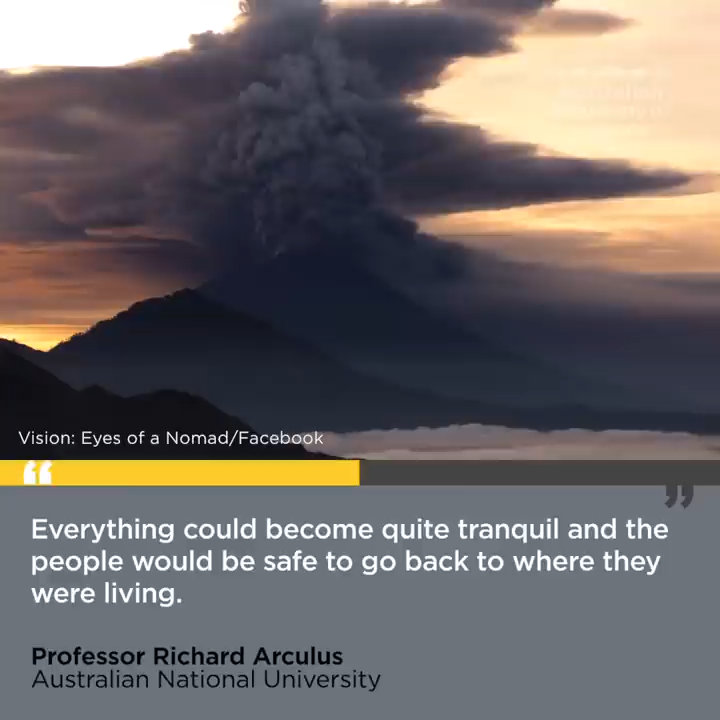 Vision: Eyes of a Nomad/Facebook
“
”
Everything could become quite tranquil and the
people would be safe to go back to where they
were living.
Professor Richard Arculus
Australian National University